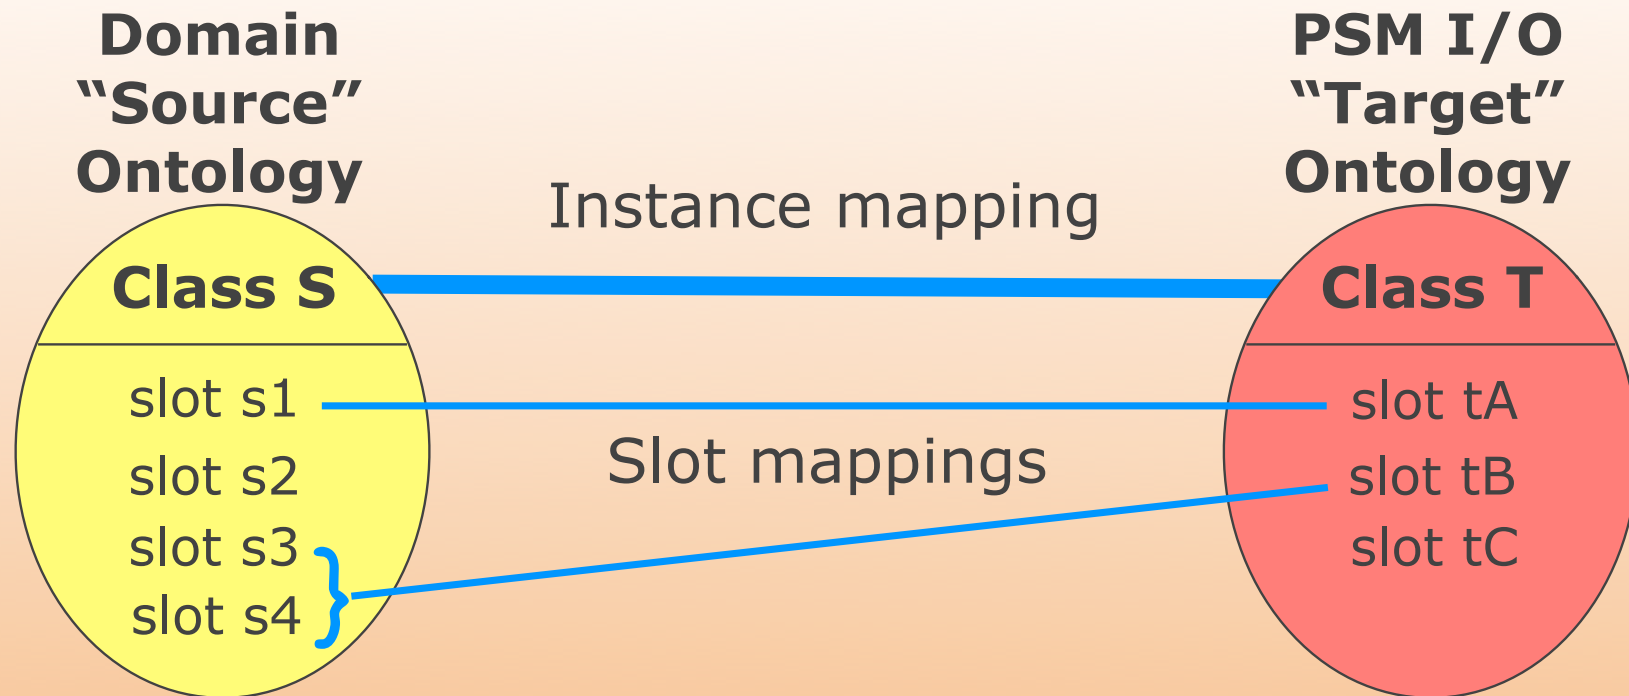 Domain
“Source”
Ontology
PSM I/O
“Target”
Ontology
Instance mapping
Class S
Class T
slot s1
slot s2
slot s3
slot s4
Slot mappings
slot tA
slot tB
slot tC